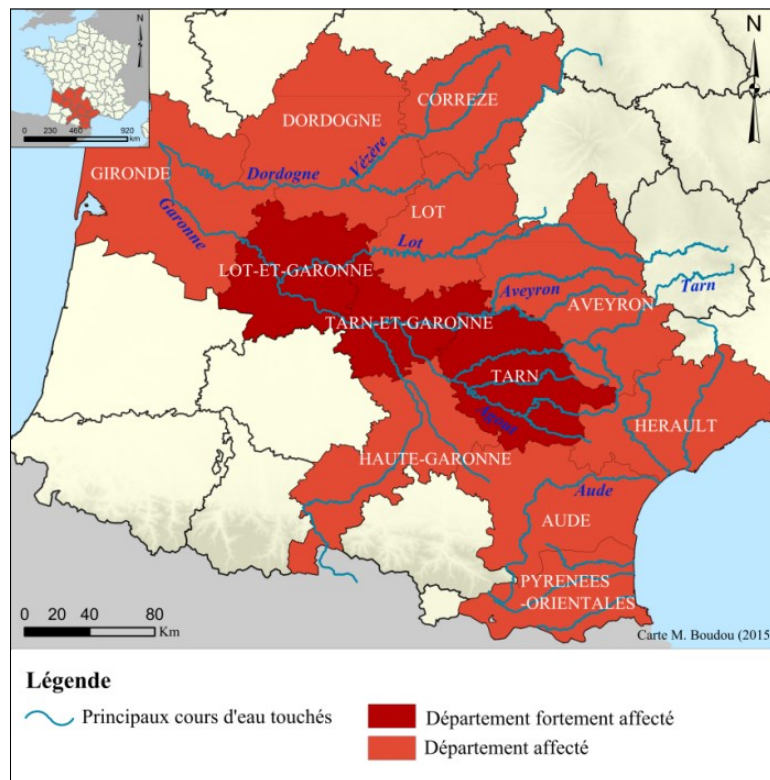 N
0 230 460 920
km
N
CORREZE
DORDOGNE
Vézère
GIRONDE
Dordogne
LOT
Garonne
Lot
LOT-ET-GARONNE
Aveyron
AVEYRON
Tarn
TARN-ET-GARONNE
TARN
Agout
HERAULT
HAUTE-GARONNE
Aude
AUDE
PYRENEES
-ORIENTALES
0 20 40 80
Km
Carte M. Boudou (2015
Légende
Principaux cours d'eau touchés
Département fortement affecté
Département affecté